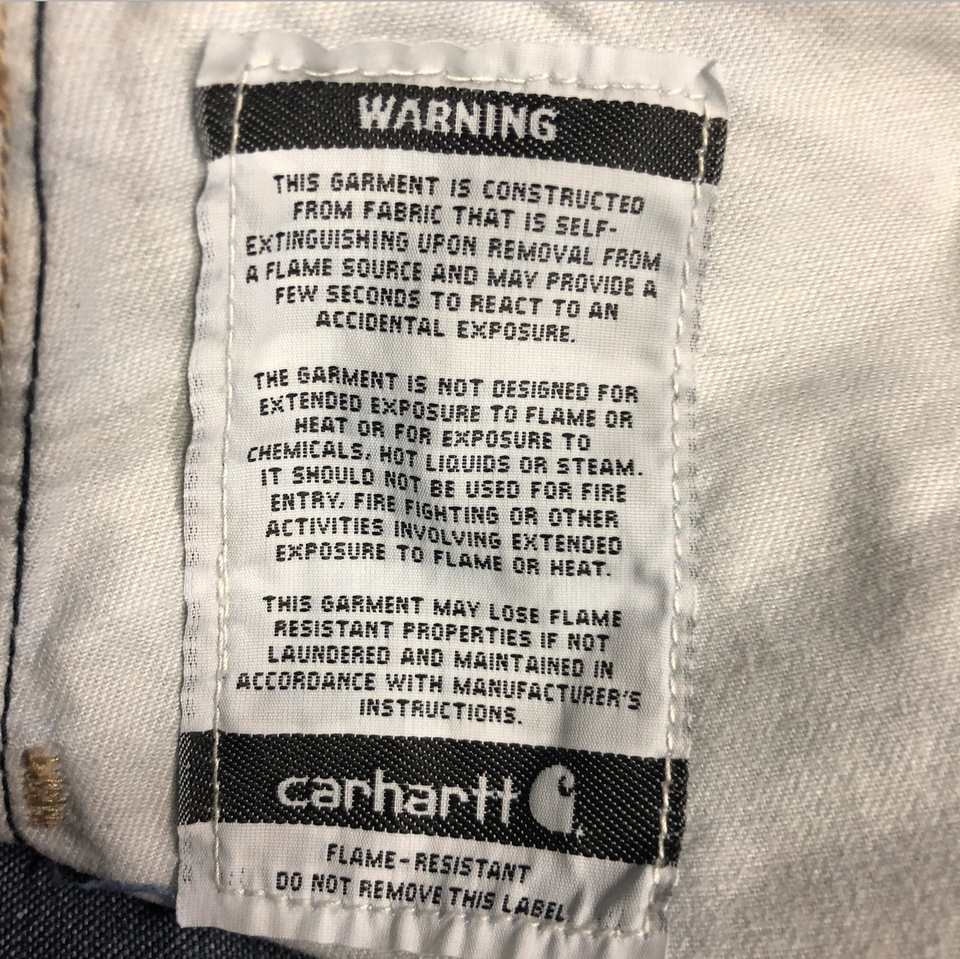 WARNING
THIS GARMENT IS CONSTRUCTED
FROM FABRIC THAT IS SELF-
EXTINGUISHING UPON REMOVAL FROM
A FLAME SOURCE AND MAY PROVIDE A
FEW SECONDS TO REACT TO AN
ACCIDENTAL EXPOSURE.
THE GARMENT IS NOT DESIGNED FOR
EXTENDED EXPOSURE TO FLAME OR
HEAT OR FOR EXPOSURE TO
CHEMICALS, HOT LIQUIDS OR STEAM.
IT SHOULD NOT BE USED FOR FIRE
ENTRY, FIRE FIGHTING OR OTHER
ACTIVITIES INVOLVING EXTENDED
EXPOSURE TO FLAME OR HEAT.
THIS GARMENT MAY LOSE FLAME
RESISTANT PROPERTIES IF NOT
LAUNDERED AND MAINTAINED IN
ACCORDANCE WITH MANUFACTURER'S
INSTRUCTIONS.
carhartt
FLAME-RESISTANT
DO NOT REMOVE THIS LABEL